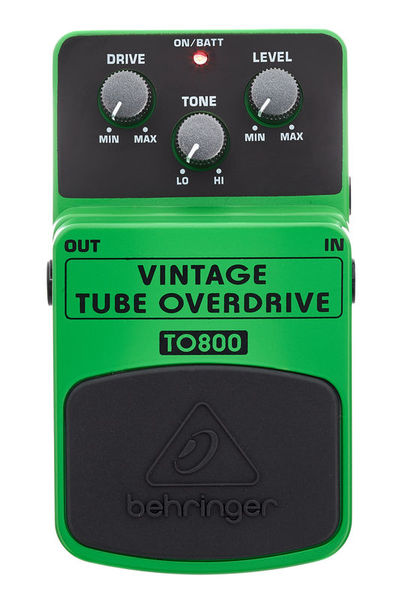 ON/BATT
DRIVE
LEVEL
TONE
MIN MAX
MIN MAX
LO HI
OUT IN
VINTAGE
TUBE OVERDRIVE
TO800
behringer